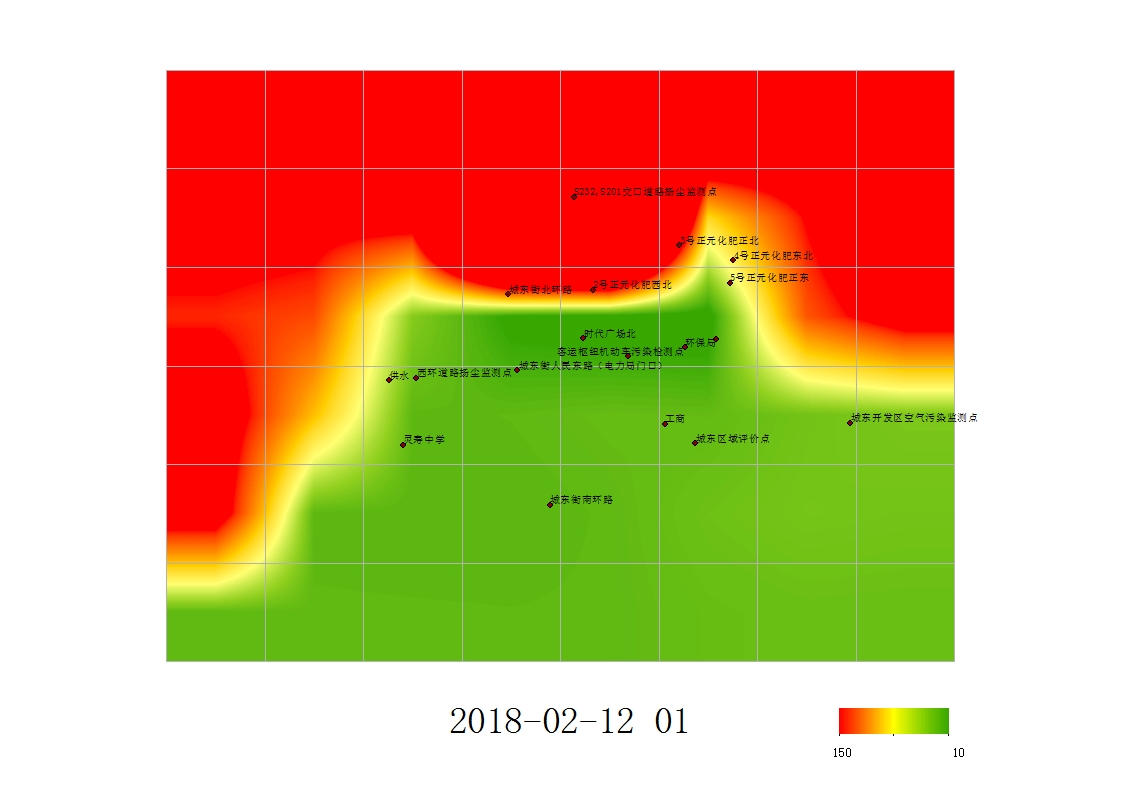 S232,S201交口道路扬尘监测点
3号正元化肥正北
4号正元化肥东北
5号正元化肥正东
2号正元化肥西北
城东街北环路
时代广场北
环保局
客运枢纽机动车污染检测点
城东街人民东路（电力局门口）
西环道路扬尘监测点
供水
工商
城东开发区空气污染监测点
城东区域评价点
灵寿中学
城东街南环路
2018-02-12 01
150
10